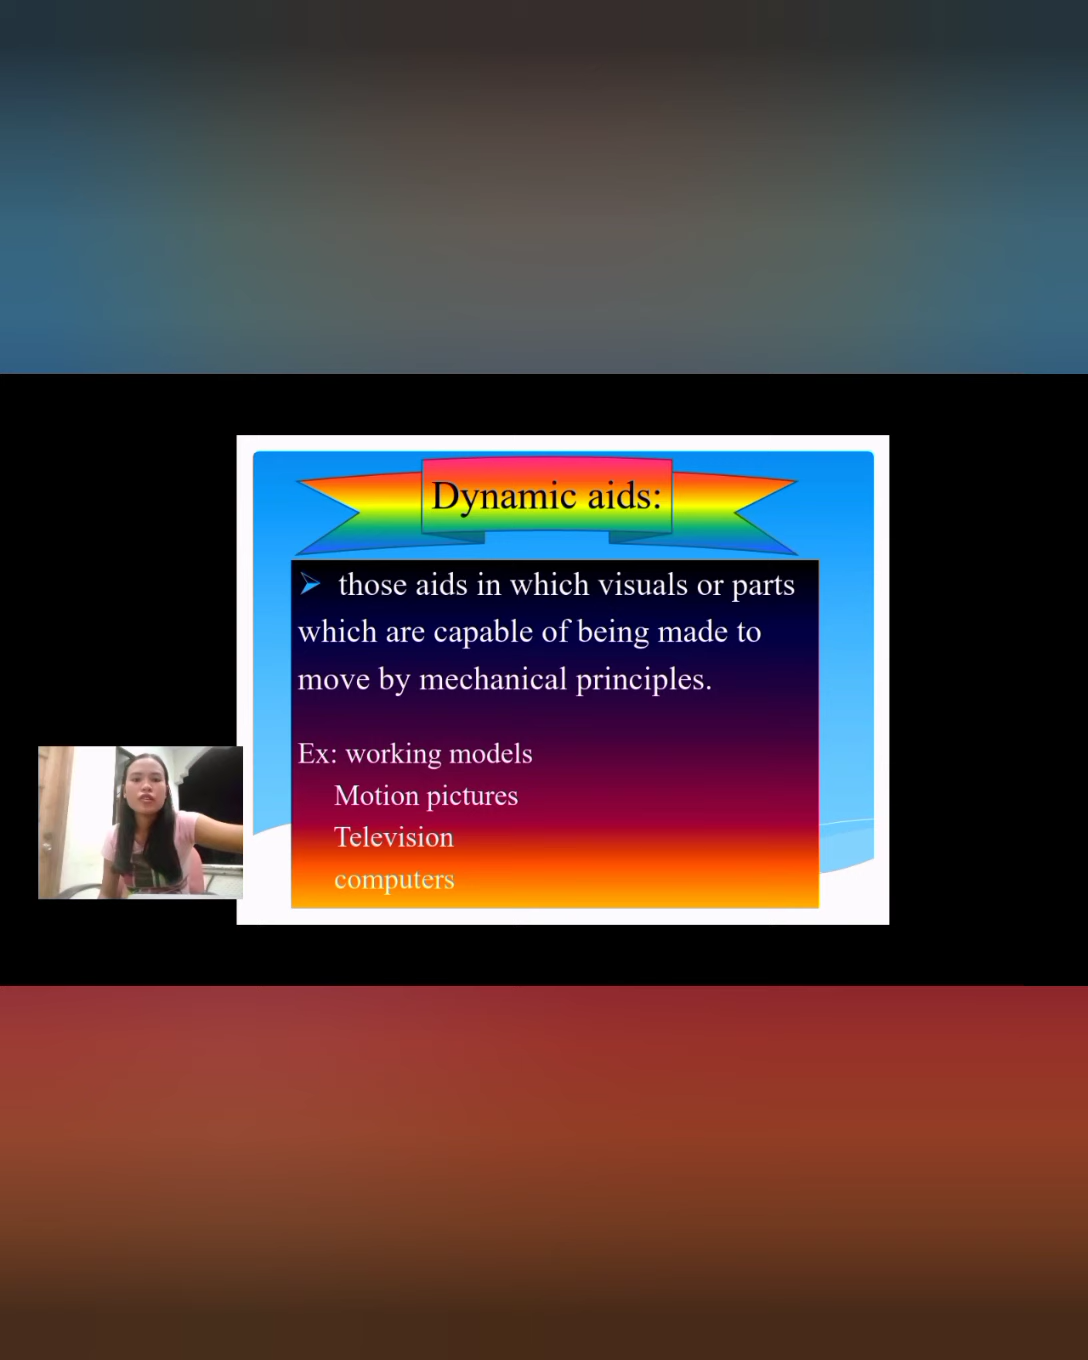 Dynamic aids:
those aids in which visuals or parts
which are capable of being made to
move by mechanical principles.
Ex: working models
Motion pictures
Television
computers